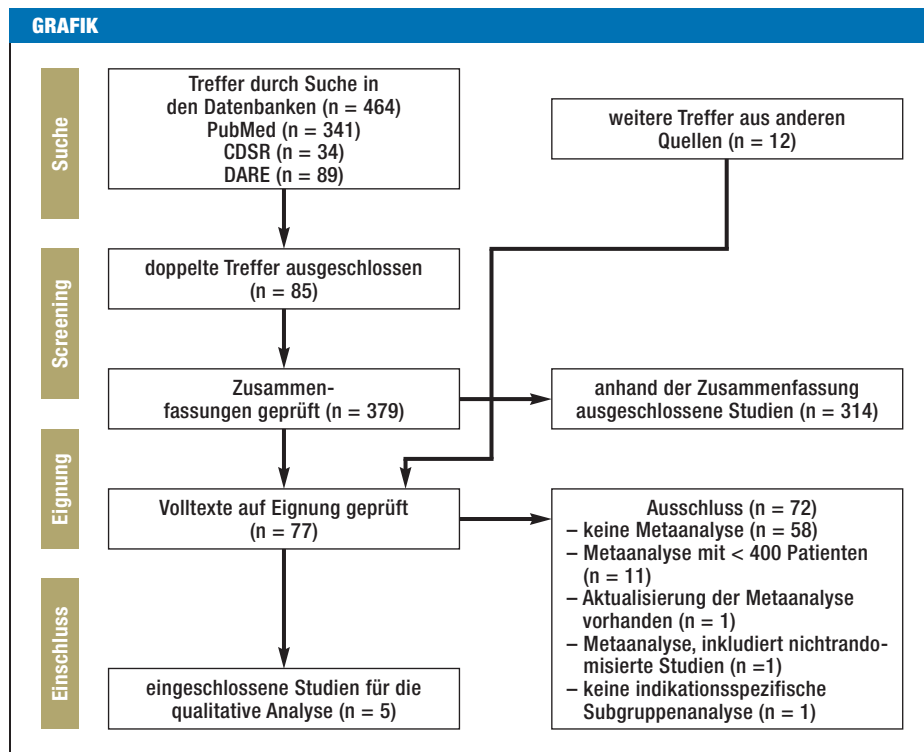 GRAFIK
Suche
Treffer durch Suche in
den Datenbanken (n = 464)
PubMed (n = 341)
CDSR (n = 34)
DARE (n = 89)
weitere Treffer aus anderen
Quellen (n = 12)
Screening
doppelte Treffer ausgeschlossen
(n = 85)
Zusammen-
fassungen geprüft (n = 379)
anhand der Zusammenfassung
ausgeschlossene Studien (n = 314)
Eignung
Volltexte auf Eignung geprüft
(n = 77)
Ausschluss (n = 72)
– keine Metaanalyse (n = 58)
– Metaanalyse mit < 400 Patienten
(n = 11)
– Aktualisierung der Metaanalyse
vorhanden (n = 1)
– Metaanalyse, inkludiert nichtrando-
misierte Studien (n =1)
– keine indikationsspezifische
Subgruppenanalyse (n = 1)
Einschluss
eingeschlossene Studien für die
qualitative Analyse (n = 5)